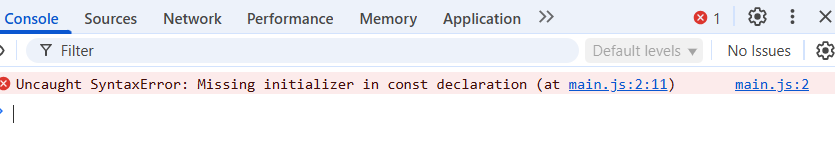 Console Sources Network Performance Memory Application 1
Filter Default levels No Issues
Uncaught SyntaxError: Missing initializer in const declaration (at main.js:2:11) main.js:2